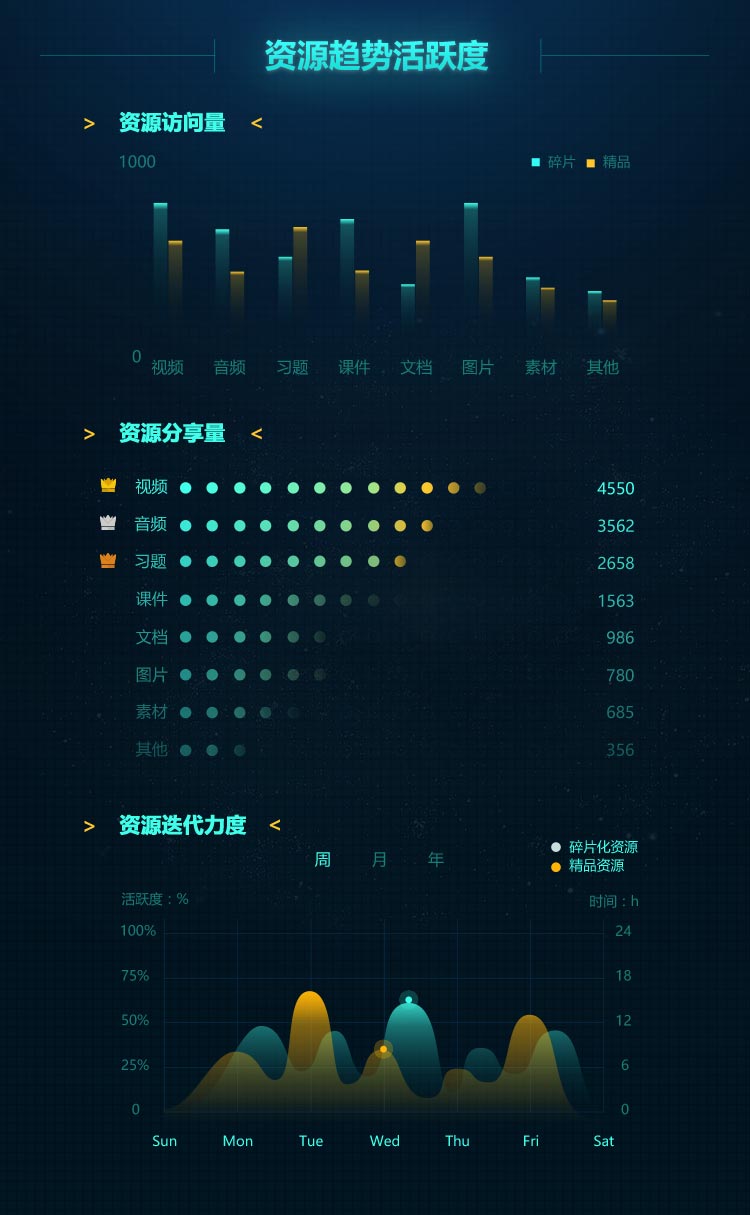 资源趋势活跃度
> 资源访问量 <
1000 碎片 精品
0
视频 音频 习题 课件 文档 图片 素材 其他
> 资源分享量 <
视频 4550
音频 3562
习题 2658
课件 1563
文档 986
图片 780
素材 685
其他 356
> 资源迭代力度 <
周 月 年
碎片化资源
精品资源
活跃度：% 时间：h
100% 24
75% 18
50% 12
25% 6
0 0
Sun Mon Tue Wed Thu Fri Sat